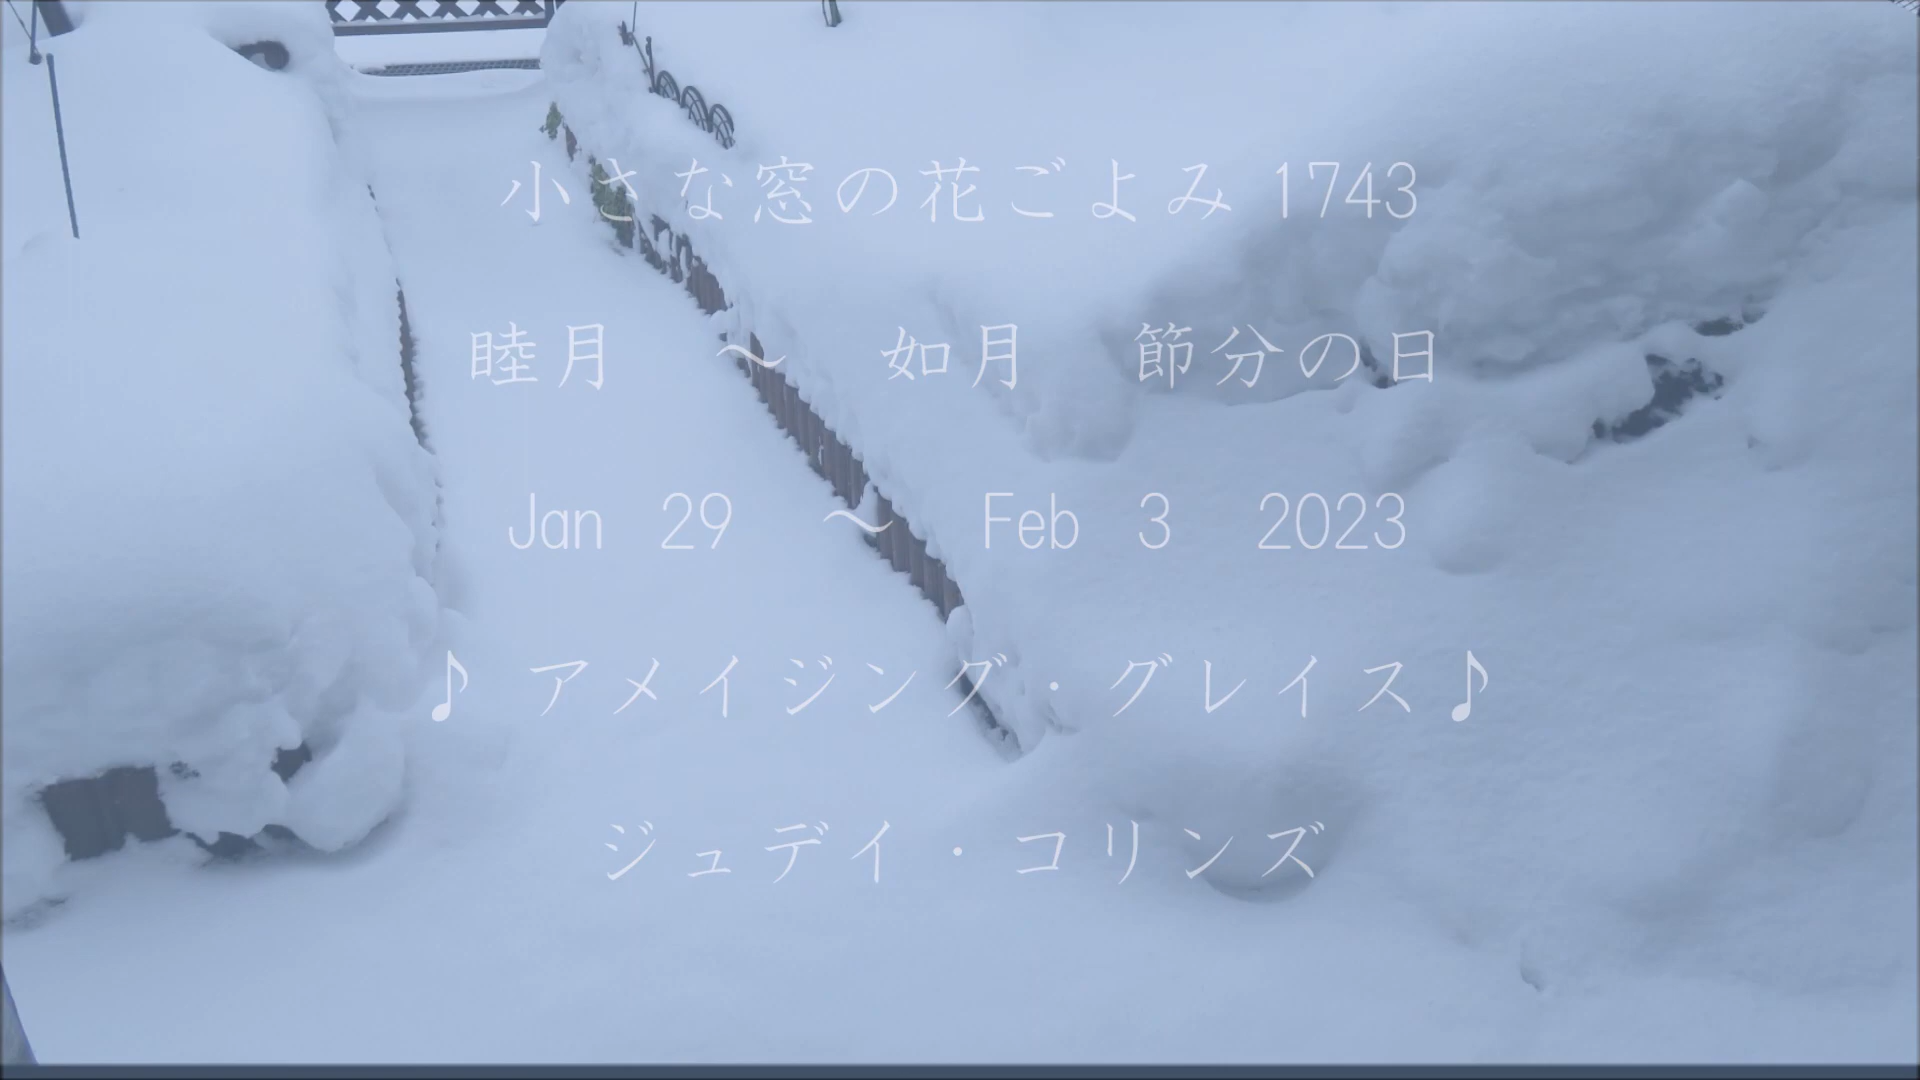 小さな窓の花ごよみ 1743
睦月 ～ 如月 節分の日
Jan 29 ～ Feb 3 2023
♪ アメイジング・グレイス♪
ジュデイ・コリンズ